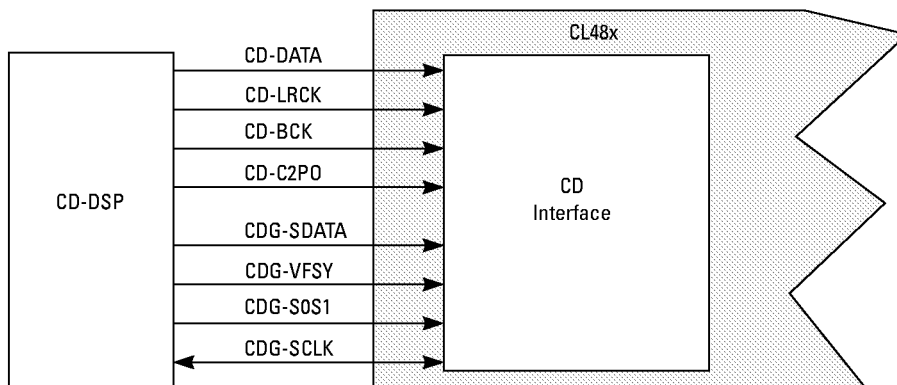 CL48x
CD-DATA
CD-LRCK
CD-BCK
CD-C2PO
CD-DSP
CD
Interface
CDG-SDATA
CDG-VFSY
CDG-S0S1
CDG-SCLK